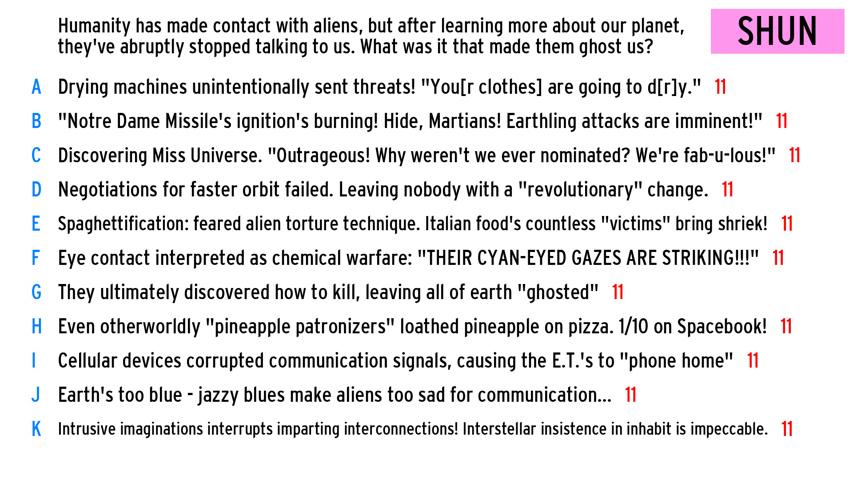 Humanity has made contact with aliens, but after learning more about our planet,
they've abruptly stopped talking to us. What was it that made them ghost us?
SHUN
A Drying machines unintentionally sent threats! "You[r clothes] are going to d[r]y." 11
B "Notre Dame Missile's ignition's burning! Hide, Martians! Earthling attacks are imminent!" 11
C Discovering Miss Universe. "Outrageous! Why weren't we ever nominated? We're fab-u-lous!" 11
D Negotiations for faster orbit failed. Leaving nobody with a "revolutionary" change. 11
E Spaghettification: feared alien torture technique. Italian food's countless "victims" bring shriek! 11
F Eye contact interpreted as chemical warfare: "THEIR CYAN-EYED GAZES ARE STRIKING!!!" 11
G They ultimately discovered how to kill, leaving all of earth "ghosted" 11
H Even otherworldly "pineapple patronizers" loathed pineapple on pizza. 1/10 on Spacebook! 11
I Cellular devices corrupted communication signals, causing the E.T.'s to "phone home" 11
J Earth's too blue - jazzy blues make aliens too sad for communication... 11
K Intrusive imaginations interrupts imparting interconnections! Interstellar insistence in inhabit is impeccable. 11